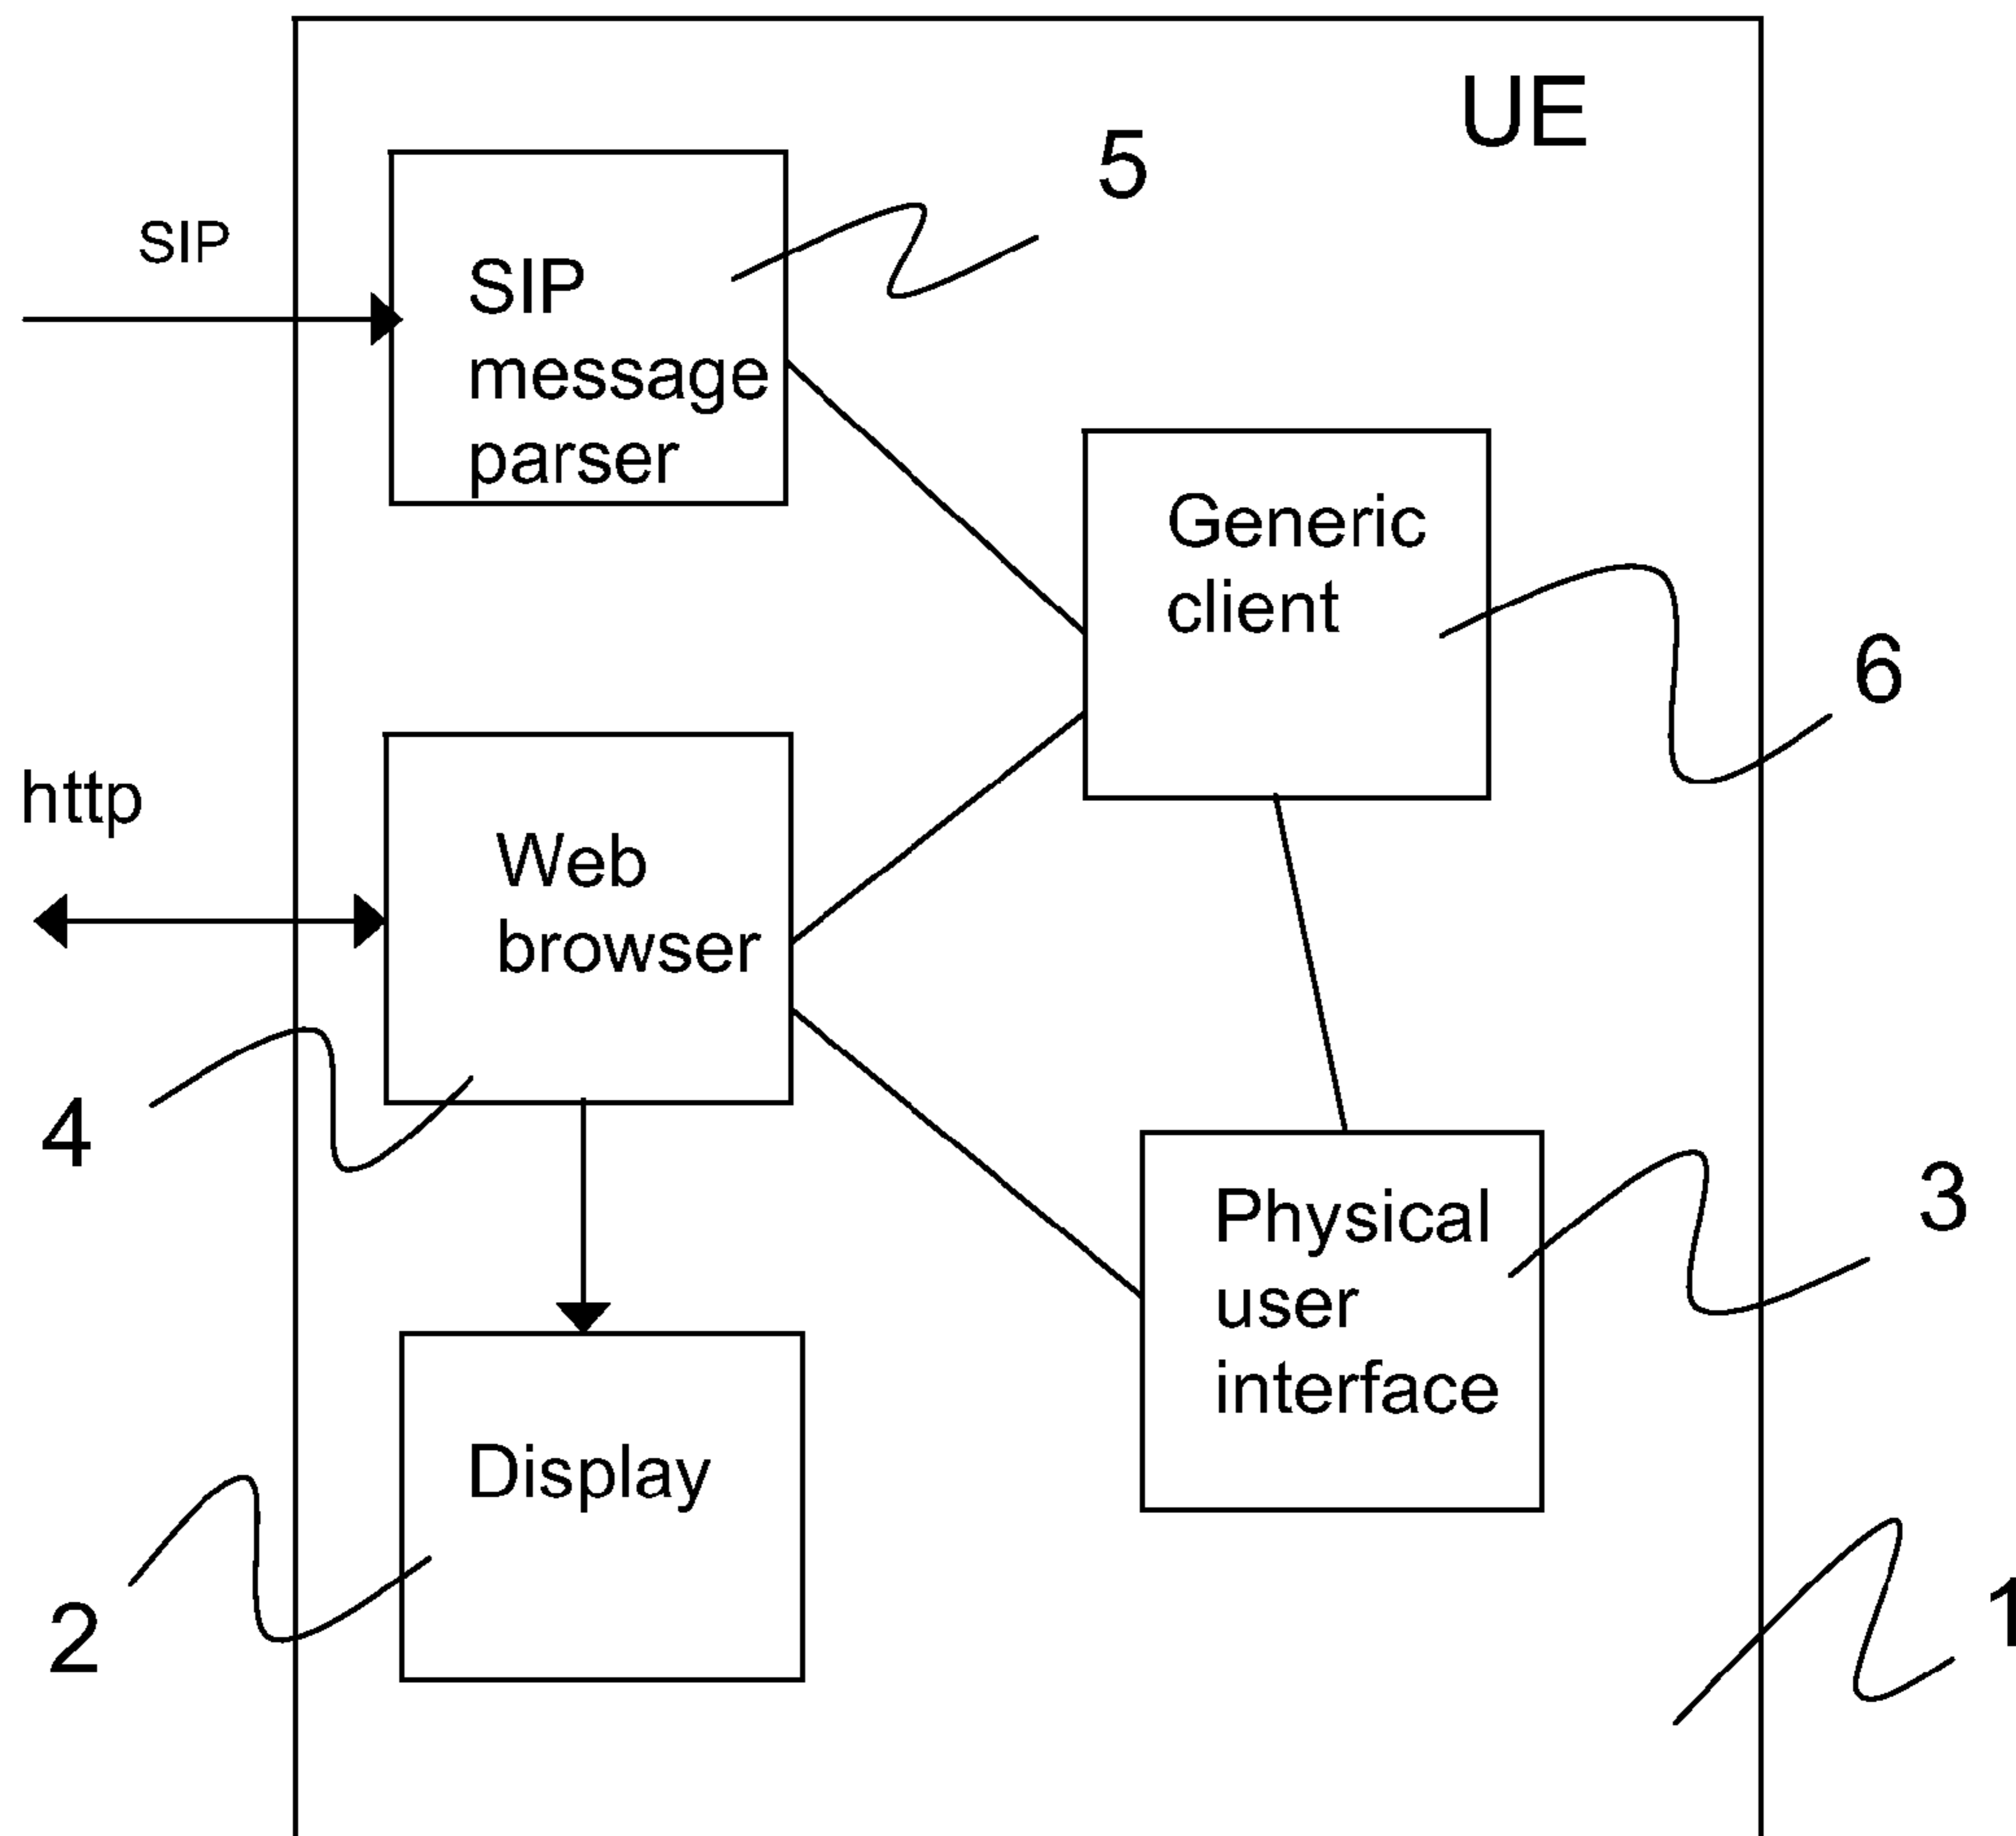 UE
5
SIP
SIP
message
parser
Generic
client
6
http
Web
browser
4
Physical
user
interface
3
Display
2
1